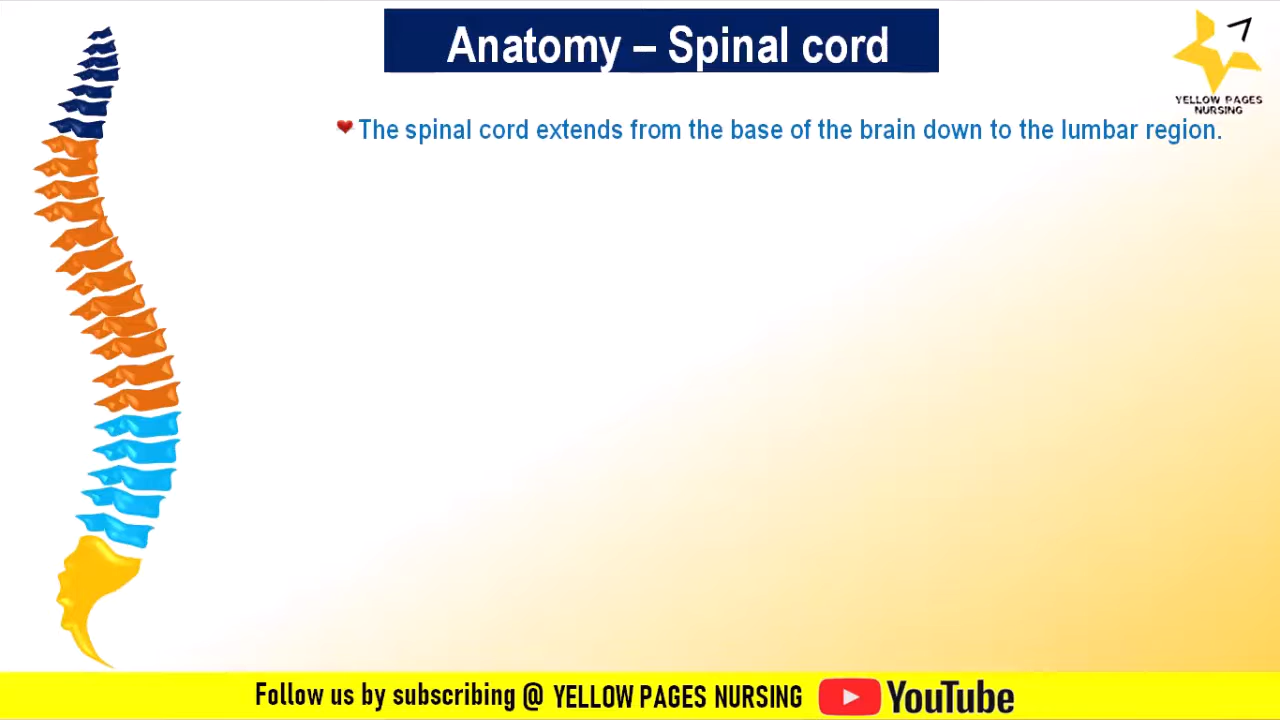 Anatomy – Spinal cord
YELLOW PAGES
NURSING
The spinal cord extends from the base of the brain down to the lumbar region.
Follow us by subscribing @ YELLOW PAGES NURSING YouTube